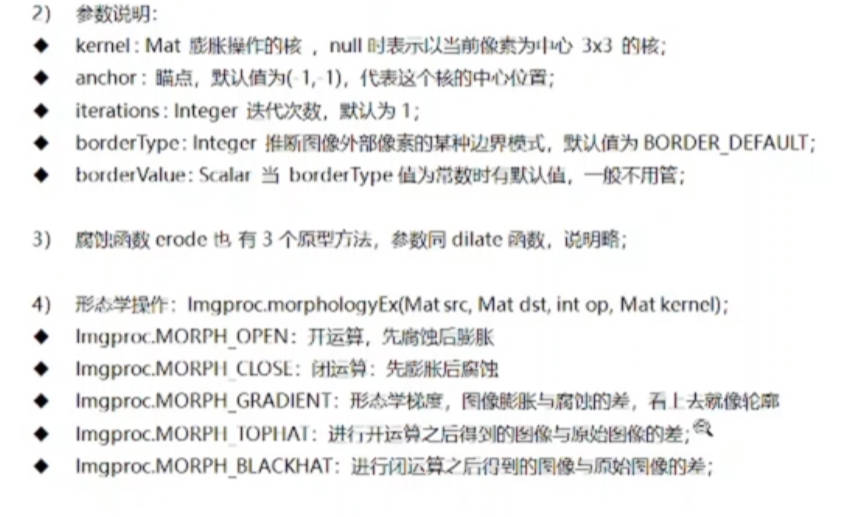 2) 参数说明:
◆ kernel: Mat 膨胀操作的核 ，null 时表示以当前像素为中心 3x3 的核;
◆ anchor: 瞄点，默认值为(-1,-1)，代表这个核的中心位置;
◆ iterations: Integer 迭代次数，默认为 1;
◆ borderType: Integer 推断图像外部像素的某种边界模式，默认值为 BORDER_DEFAULT;
◆ borderValue: Scalar 当 borderType 值为常数时有默认值，一般不用管;
3) 腐蚀函数 erode 也 有 3 个原型方法，参数同 dilate 函数，说明略;
4) 形态学操作: Imgproc.morphologyEx(Mat src, Mat dst, int op, Mat kernel);
◆ Imgproc.MORPH_OPEN: 开运算，先腐蚀后膨胀
◆ Imgproc.MORPH_CLOSE: 闭运算: 先膨胀后腐蚀
◆ Imgproc.MORPH_GRADIENT: 形态学梯度，图像膨胀与腐蚀的差，看上去就像轮廓
◆ Imgproc.MORPH_TOPHAT: 进行开运算之后得到的图像与原始图像的差;
◆ Imgproc.MORPH_BLACKHAT: 进行闭运算之后得到的图像与原始图像的差;